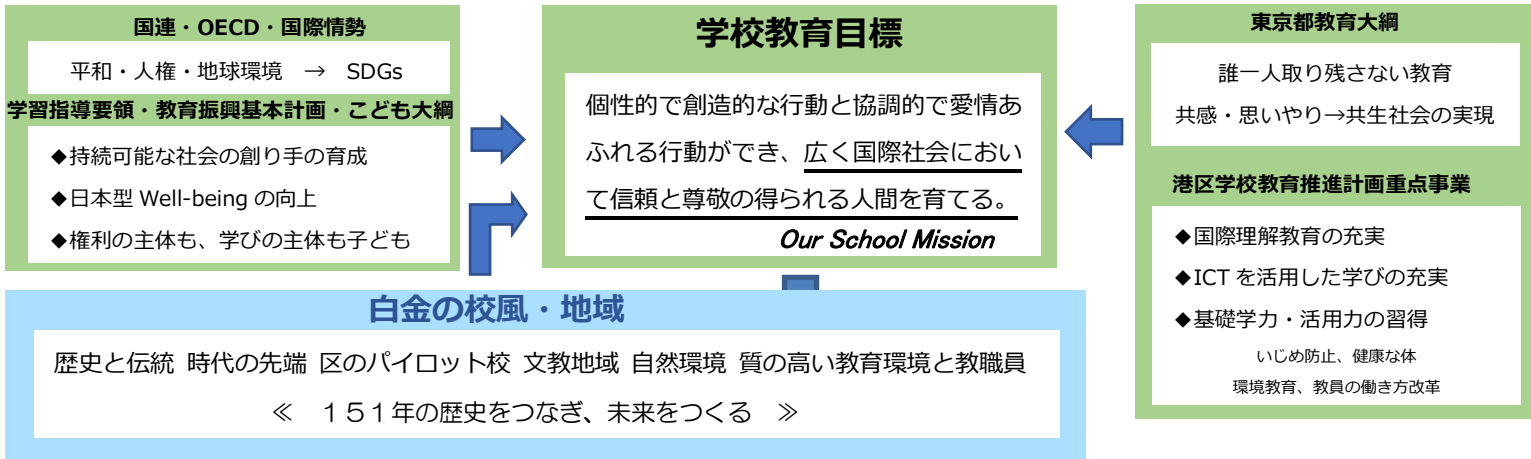 国連・OECD・国際情勢
平和・人権・地球環境　→　SDGs
学習指導要領・教育振興基本計画・こども大綱
◆持続可能な社会の創り手の育成
◆日本型 Well-being の向上
◆権利の主体も、学びの主体も子ども
学校教育目標
個性的で創造的な行動と協調的で愛情あ
ふれる行動ができ、広く国際社会におい
て信頼と尊敬の得られる人間を育てる。
Our School Mission
東京都教育大綱
誰一人取り残さない教育
共感・思いやり→共生社会の実現
港区学校教育推進計画重点事業
◆国際理解教育の充実
◆ICT を活用した学びの充実
◆基礎学力・活用力の習得
いじめ防止、健康な体
環境教育、教員の働き方改革
白金の校風・地域
歴史と伝統 時代の先端 区のパイロット校 文教地域 自然環境 質の高い教育環境と教職員
≪　１５１年の歴史をつなぎ、未来をつくる　≫